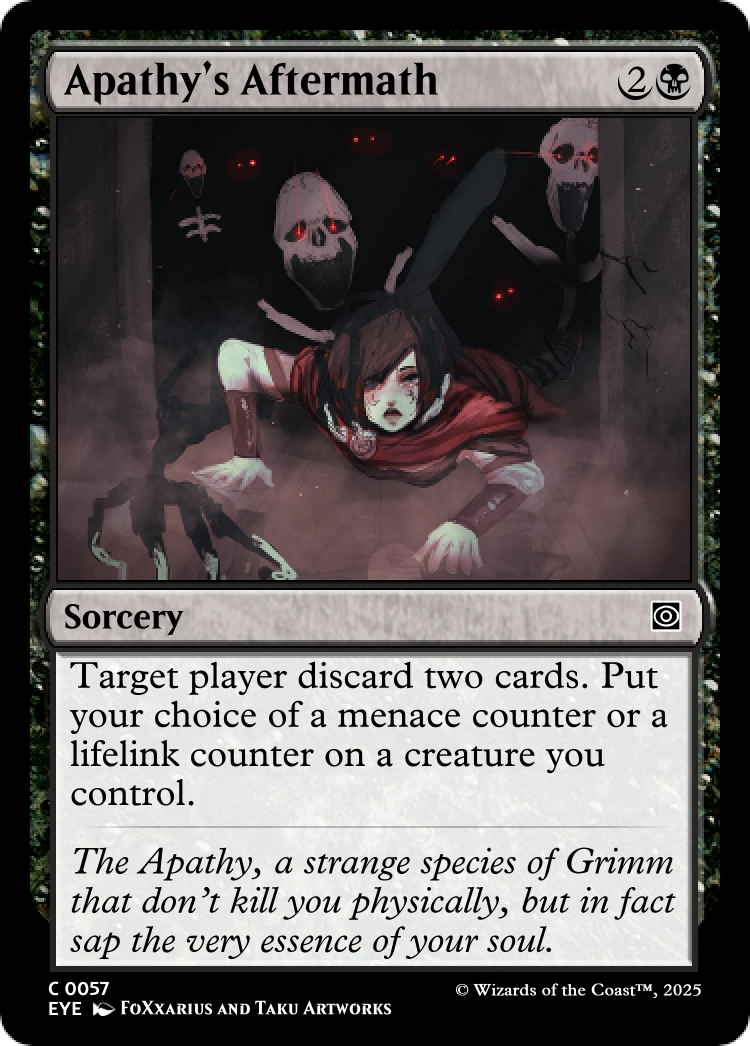 Apathy's Aftermath 2
Sorcery
Target player discard two cards. Put
your choice of a menace counter or a
lifelink counter on a creature you
control.
The Apathy, a strange species of Grimm
that don't kill you physically, but in fact
sap the very essence of your soul.
C 0057
© Wizards of the Coast™, 2025
EYE FoXxarius and Taku Artworks